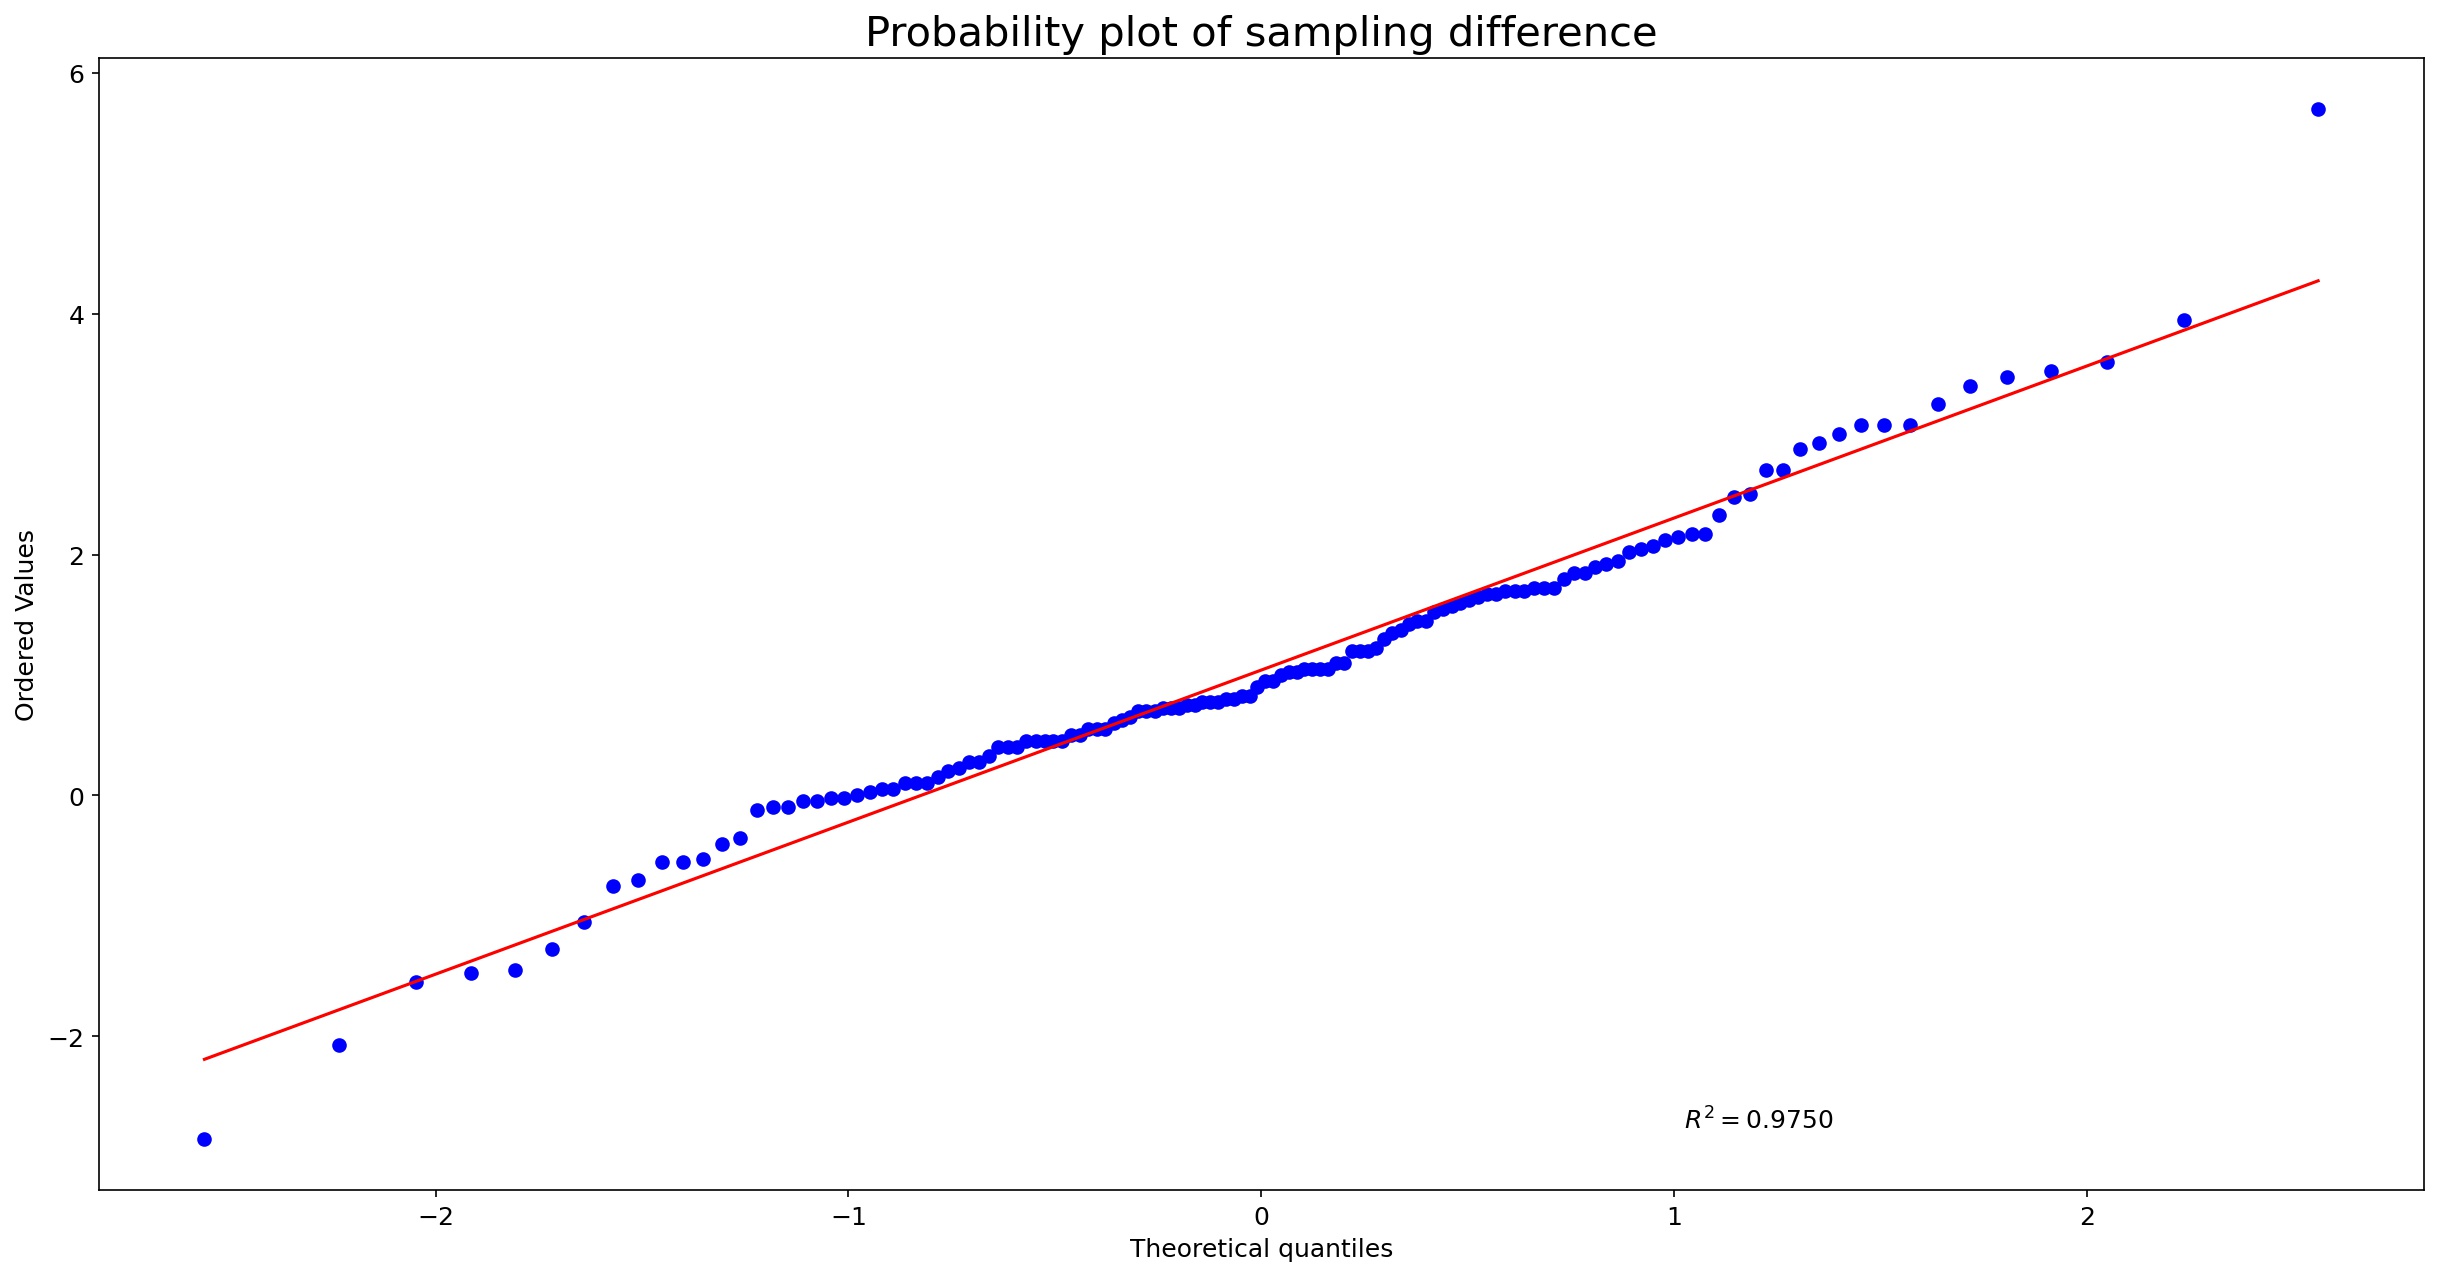 Probability plot of sampling difference
6
4
2
0
−2
Ordered Values
R² = 0.9750
−2 −1 0 1 2
Theoretical quantiles